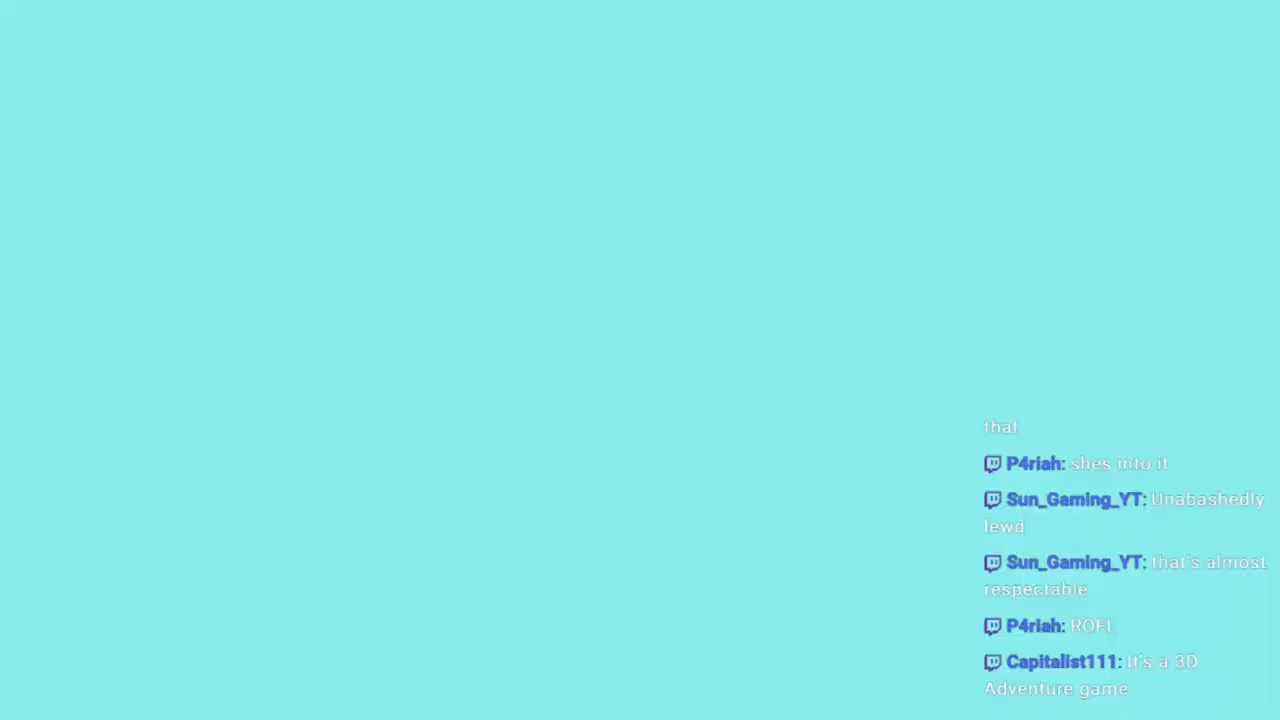 that
P4riah: shes into it
Sun_Gaming_YT: Unabashedly
lewd
Sun_Gaming_YT: that's almost
respectable
P4riah: ROFL
Capitalist111: It's a 3D
Adventure game